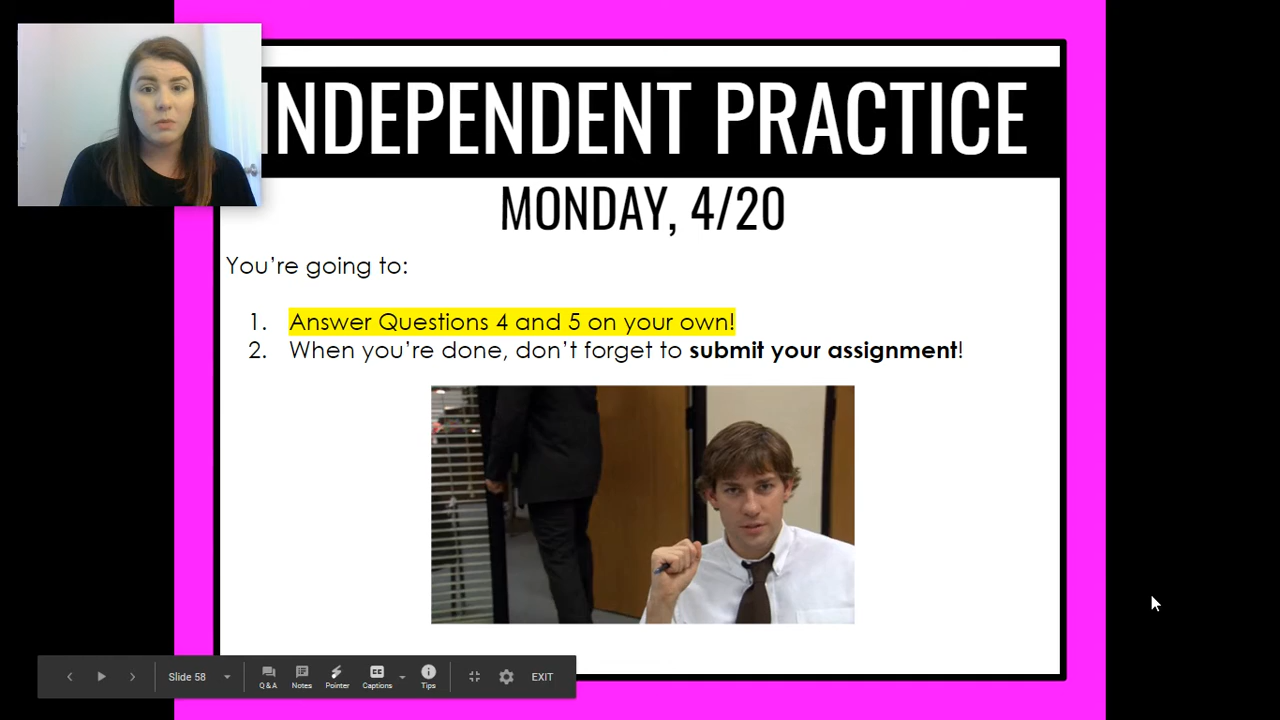 INDEPENDENT PRACTICE
MONDAY, 4/20
You're going to:
1. Answer Questions 4 and 5 on your own!
2. When you're done, don't forget to submit your assignment!
Slide 58
Q & A
Notes
Pointer
CC
Captions
Tips
EXIT